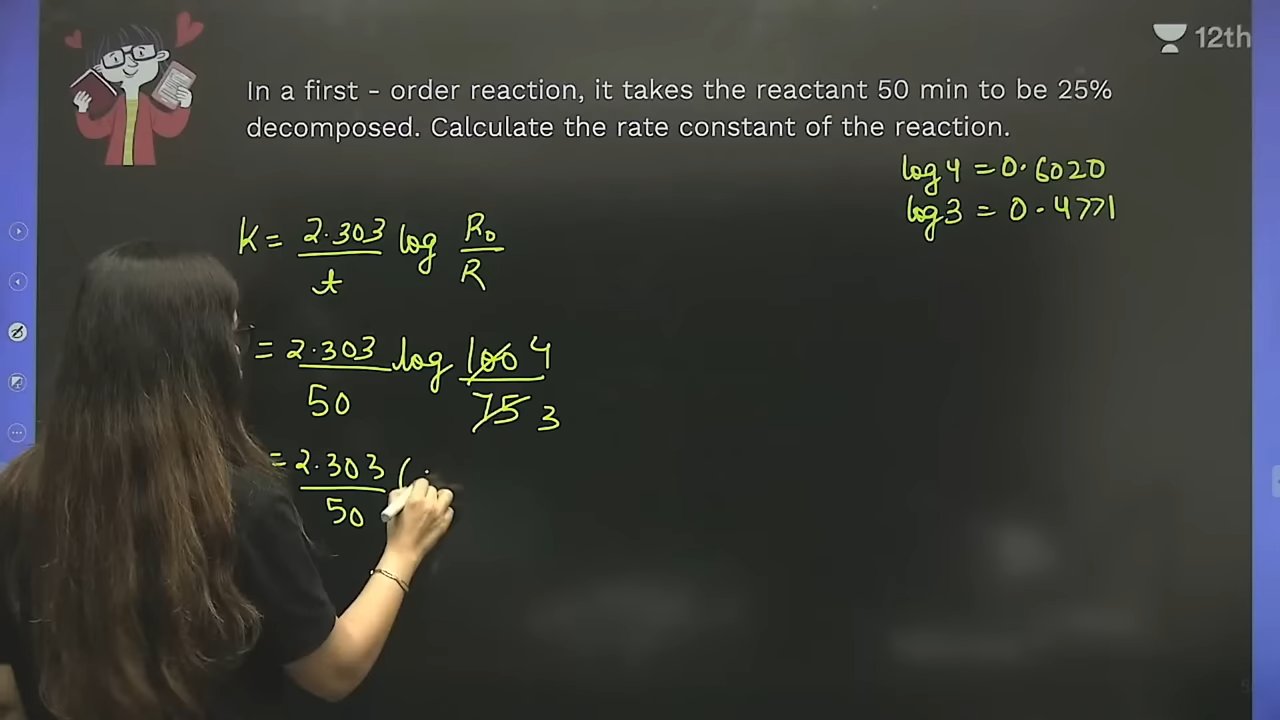 12th
In a first - order reaction, it takes the reactant 50 min to be 25%
decomposed. Calculate the rate constant of the reaction.
log 4 = 0.6020
log 3 = 0.4771
K = 2.303 log R₀
t R
= 2.303 log 100 4
50 75 3
= 2.303 (
50